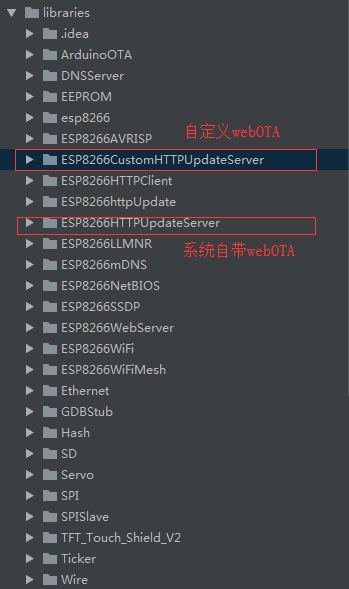 libraries
.idea
ArduinoOTA
DNSServer
EEPROM
esp8266
ESP8266AVRISP
自定义webOTA
ESP8266CustomHTTPUpdateServer
ESP8266HTTPClient
ESP8266httpUpdate
ESP8266HTTPUpdateServer
ESP8266LLMNR
系统自带webOTA
ESP8266mDNS
ESP8266NetBIOS
ESP8266SSDP
ESP8266WebServer
ESP8266WiFi
ESP8266WiFiMesh
Ethernet
GDBStub
Hash
SD
Servo
SPI
SPISlave
TFT_Touch_Shield_V2
Ticker
Wire